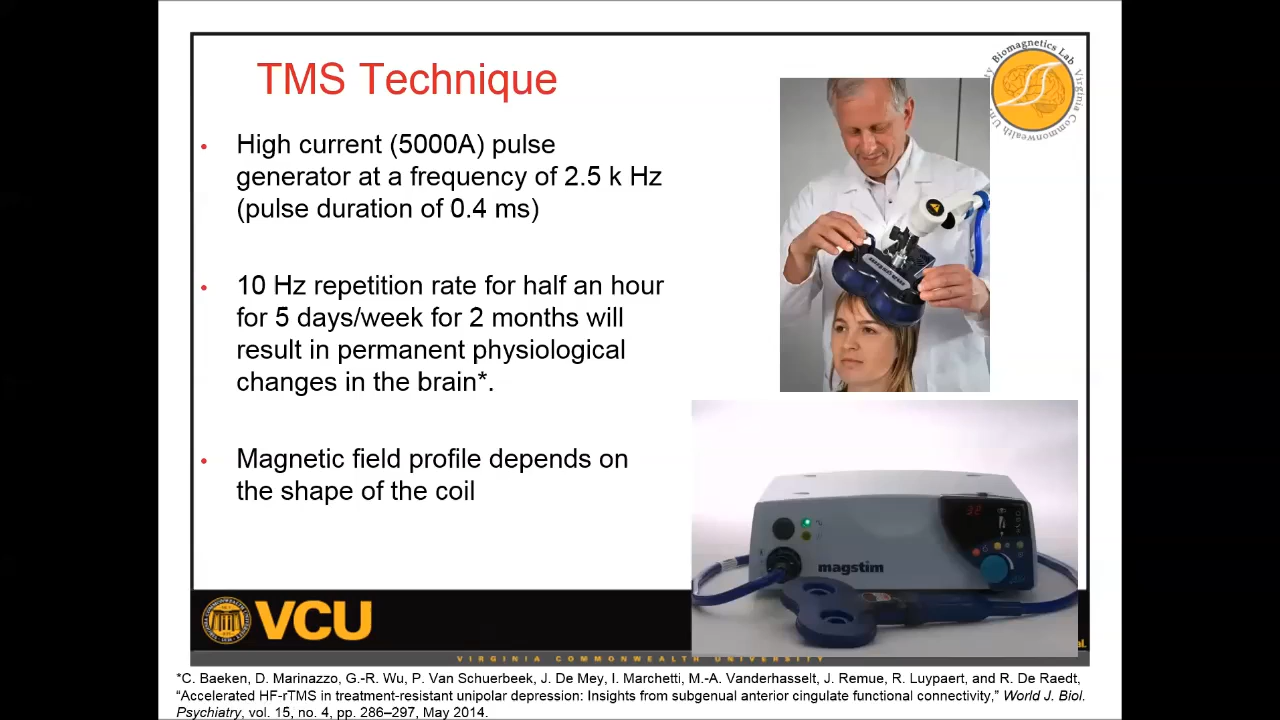 TMS Technique
• High current (5000A) pulse
generator at a frequency of 2.5 k Hz
(pulse duration of 0.4 ms)
• 10 Hz repetition rate for half an hour
for 5 days/week for 2 months will
result in permanent physiological
changes in the brain*.
• Magnetic field profile depends on
the shape of the coil
Biomagnetics Lab
Virginia Commonwealth
magstim
magstim
VCU
VIRGINIA COMMONWEALTH UNIVERSITY
*C. Baeken, D. Marinazzo, G.-R. Wu, P. Van Schuerbeek, J. De Mey, I. Marchetti, M.-A. Vanderhasselt, J. Remue, R. Luypaert, and R. De Raedt,
“Accelerated HF-rTMS in treatment-resistant unipolar depression: Insights from subgenual anterior cingulate functional connectivity,” World J. Biol.
Psychiatry, vol. 15, no. 4, pp. 286–297, May 2014.